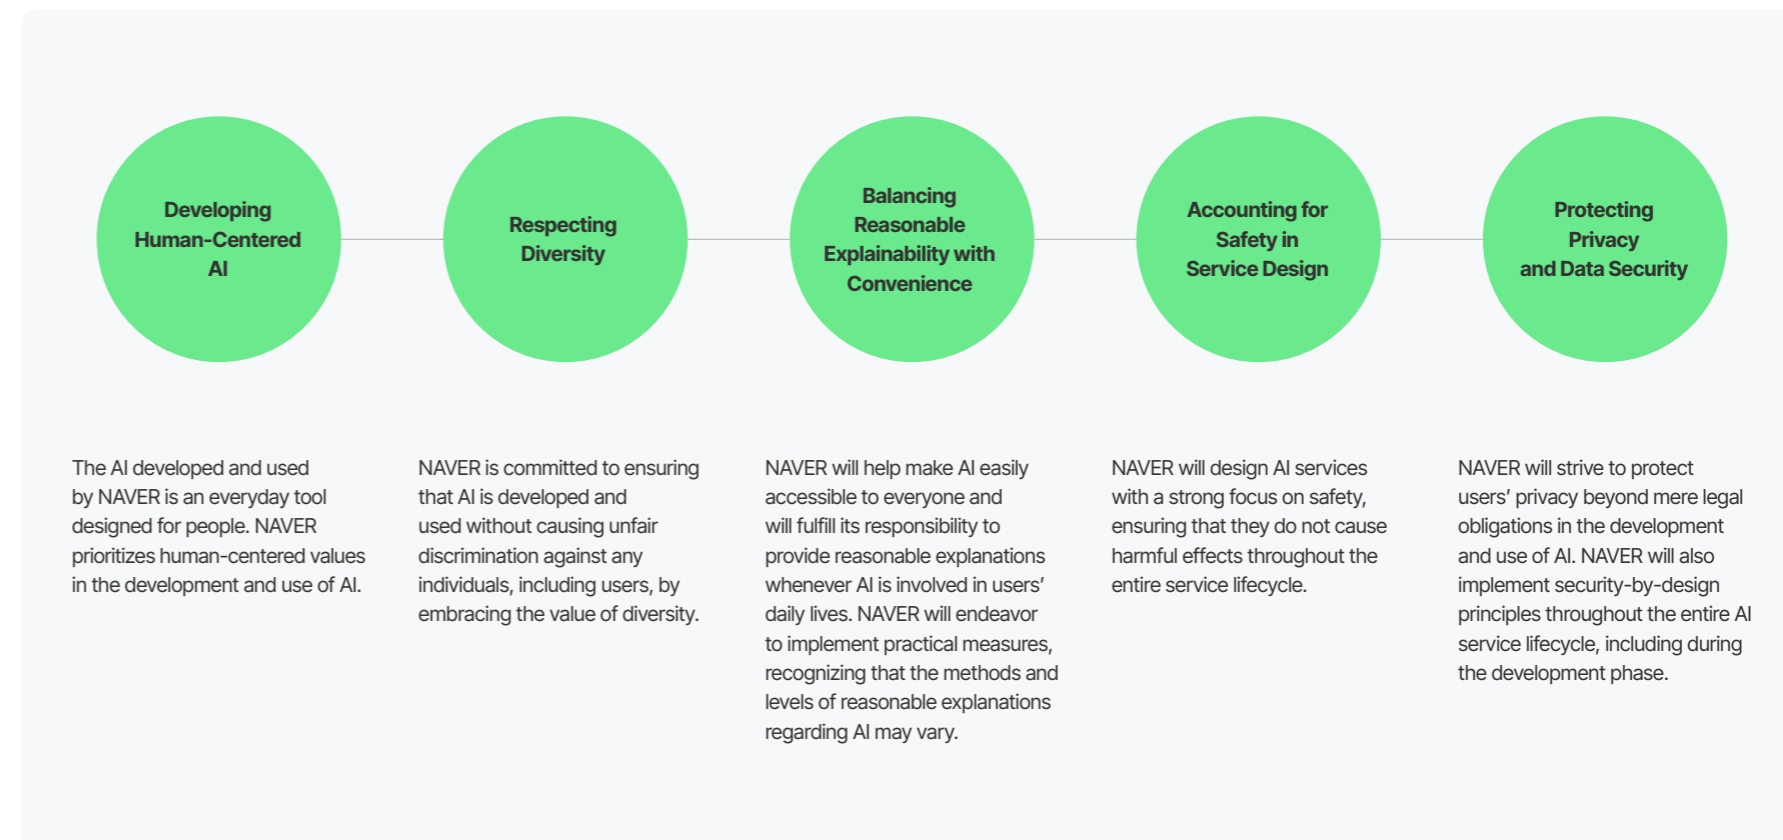 Developing
Human-Centered
AI
Respecting
Diversity
Balancing
Reasonable
Explainability with
Convenience
Accounting for
Safety in
Service Design
Protecting
Privacy
and Data Security
The AI developed and used
by NAVER is an everyday tool
designed for people. NAVER
prioritizes human-centered values
in the development and use of AI.
NAVER is committed to ensuring
that AI is developed and
used without causing unfair
discrimination against any
individuals, including users, by
embracing the value of diversity.
NAVER will help make AI easily
accessible to everyone and
will fulfill its responsibility to
provide reasonable explanations
whenever AI is involved in users’
daily lives. NAVER will endeavor
to implement practical measures,
recognizing that the methods and
levels of reasonable explanations
regarding AI may vary.
NAVER will design AI services
with a strong focus on safety,
ensuring that they do not cause
harmful effects throughout the
entire service lifecycle.
NAVER will strive to protect
users’ privacy beyond mere legal
obligations in the development
and use of AI. NAVER will also
implement security-by-design
principles throughout the entire AI
service lifecycle, including during
the development phase.